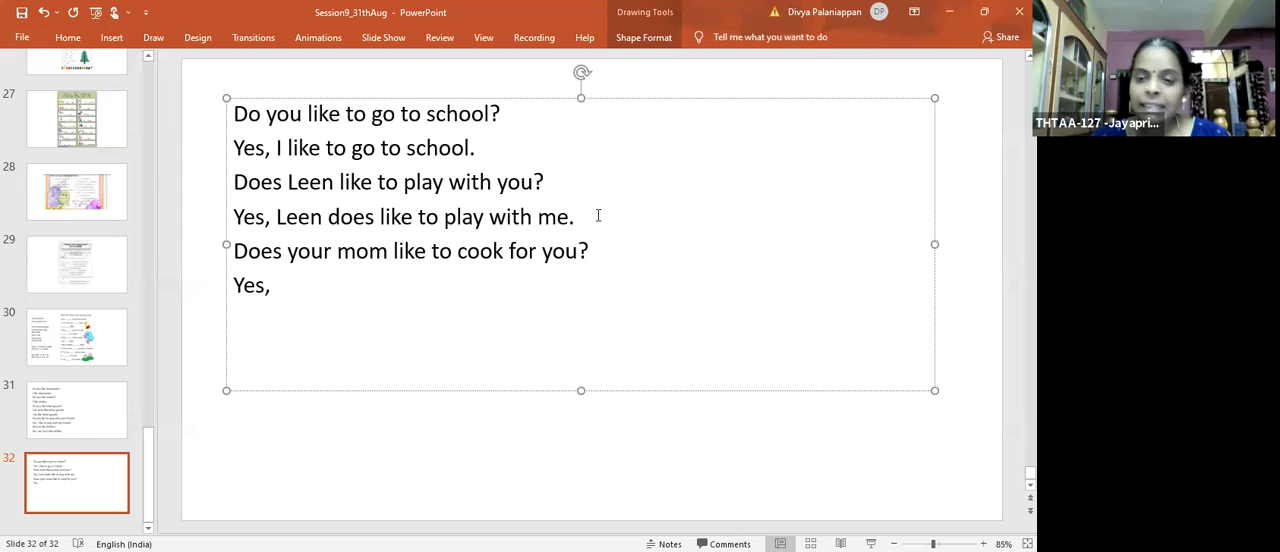 Session9_31thAug - PowerPoint
Drawing Tools
Divya Palaniappan
DP
File
Home
Insert
Draw
Design
Transitions
Animations
Slide Show
Review
View
Recording
Help
Shape Format
Tell me what you want to do
Share
THTAA-127 -Jayapri...
27
28
29
30
31
32
Do you like to go to school?
Yes, I like to go to school.
Does Leen like to play with you?
Yes, Leen does like to play with me.
Does your mom like to cook for you?
Yes,
Slide 32 of 32
English (India)
Notes
Comments
85%